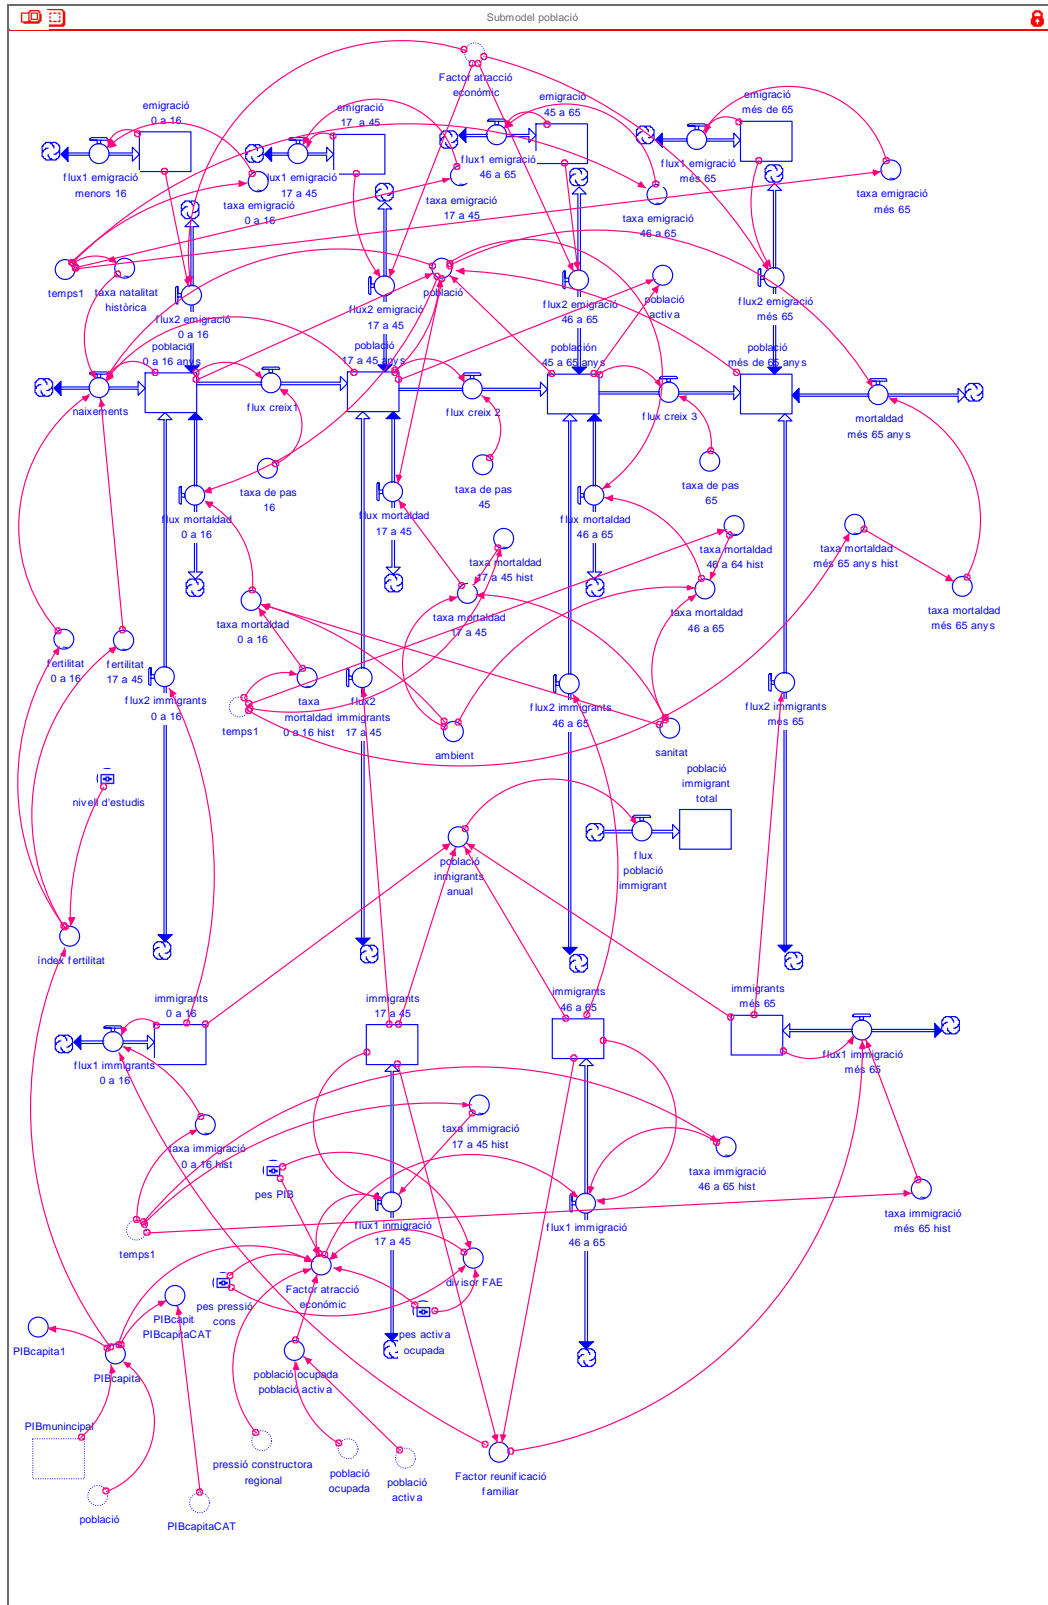 Submodel població
Factor atracció
económic
emigració
0 a 16
emigració
17 a 45
emigració
45 a 65
emigració
més de 65
flux1 emigració
menors 16
flux1 emigració
17 a 45
flux1 emigració
46 a 65
flux1 emigració
més 65
taxa emigració
0 a 16
taxa emigració
17 a 45
taxa emigració
46 a 65
taxa emigració
més 65
temps1
taxa natalitat
històrica
població
població
activa
flux2 emigració
0 a 16
flux2 emigració
17 a 45
flux2 emigració
46 a 65
flux2 emigració
més 65
població
0 a 16 anys
població
17 a 45 anys
población
45 a 65 anys
població
més de 65 anys
naixements
flux creix1
flux creix 2
flux creix 3
mortaldad
més 65 anys
taxa de pas
16
taxa de pas
45
taxa de pas
65
flux mortaldad
0 a 16
flux mortaldad
17 a 45
flux mortaldad
46 a 65
taxa mortaldad
17 a 45 hist
taxa mortaldad
46 a 64 hist
taxa mortaldad
més 65 anys hist
taxa mortaldad
0 a 16
taxa mortaldad
17 a 45
taxa mortaldad
46 a 65
taxa mortaldad
més 65 anys
fertilitat
0 a 16
fertilitat
17 a 45
flux2 immigrants
0 a 16
taxa
mortaldad
0 a 16 hist
flux2
immigrants
17 a 45
flux2 immigrants
46 a 65
flux2 immigrants
més 65
temps1
ambient
sanitat
nivell d'estudis
població
immigrant
total
flux
població
immigrant
població
inmigrants
anual
índex fertilitat
immigrants
0 a 16
immigrants
17 a 45
immigrants
46 a 65
immigrants
més 65
flux1 immigrants
0 a 16
flux1 immigració
més 65
taxa immigració
0 a 16 hist
taxa immigració
17 a 45 hist
taxa immigració
46 a 65 hist
taxa immigració
més 65 hist
pes PIB
temps1
flux1 inmigració
17 a 45
flux1 immigració
46 a 65
pes pressió
cons
Factor atracció
económic
divisor FAE
PIBcapita1
PIBcapit
PIBcapitaCAT
PIBcapita
pes activa
ocupada
població ocupada
població activa
PIBmunincipal
pressió constructora
regional
població
ocupada
població
activa
Factor reunificació
familiar
població
PIBcapitaCAT